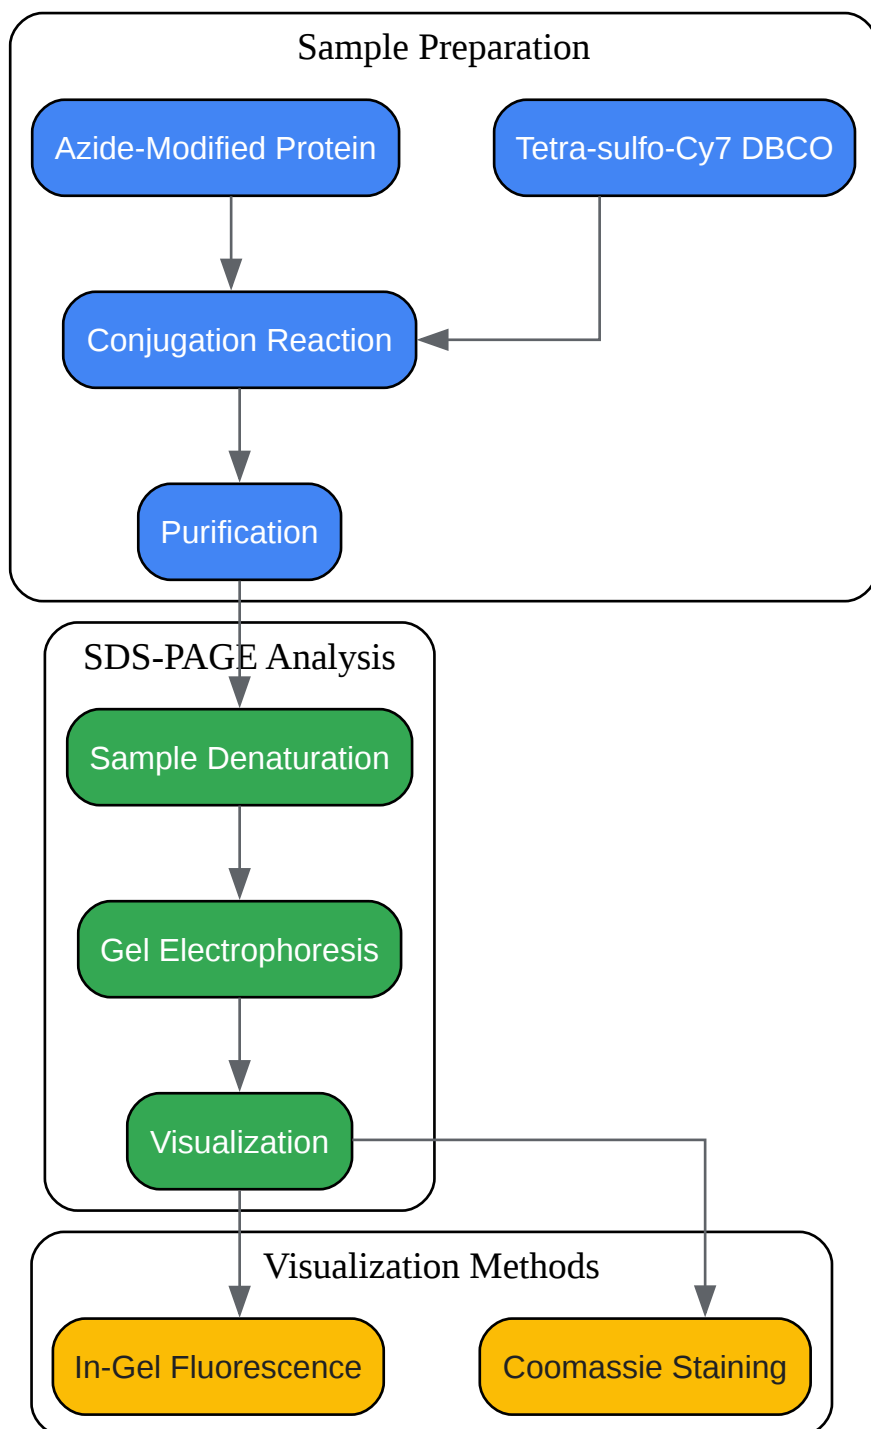 Sample Preparation
Azide-Modified Protein
Tetra-sulfo-Cy7 DBCO
Conjugation Reaction
Purification
SDS-PAGE Analysis
Sample Denaturation
Gel Electrophoresis
Visualization
Visualization Methods
In-Gel Fluorescence
Coomassie Staining